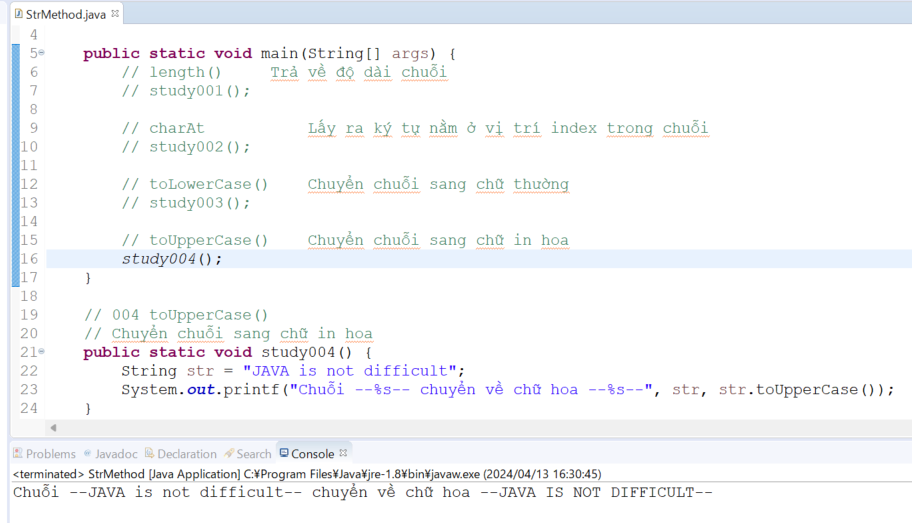 StrMethod.java
4
5 public static void main(String[] args) {
6 // length() Trả về độ dài chuỗi
7 // study001();
8
9 // charAt Lấy ra ký tự nằm ở vị trí index trong chuỗi
10 // study002();
11
12 // toLowerCase() Chuyển chuỗi sang chữ thường
13 // study003();
14
15 // toUpperCase() Chuyển chuỗi sang chữ in hoa
16 study004();
17 }
18
19 // 004 toUpperCase()
20 // Chuyển chuỗi sang chữ in hoa
21 public static void study004() {
22 String str = "JAVA is not difficult";
23 System.out.printf("Chuỗi --%s-- chuyển về chữ hoa --%s--", str, str.toUpperCase());
24 }
Problems Javadoc Declaration Search Console
<terminated> StrMethod [Java Application] C:¥Program Files¥Java¥jre-1.8¥bin¥javaw.exe (2024/04/13 16:30:45)
Chuỗi --JAVA is not difficult-- chuyển về chữ hoa --JAVA IS NOT DIFFICULT--